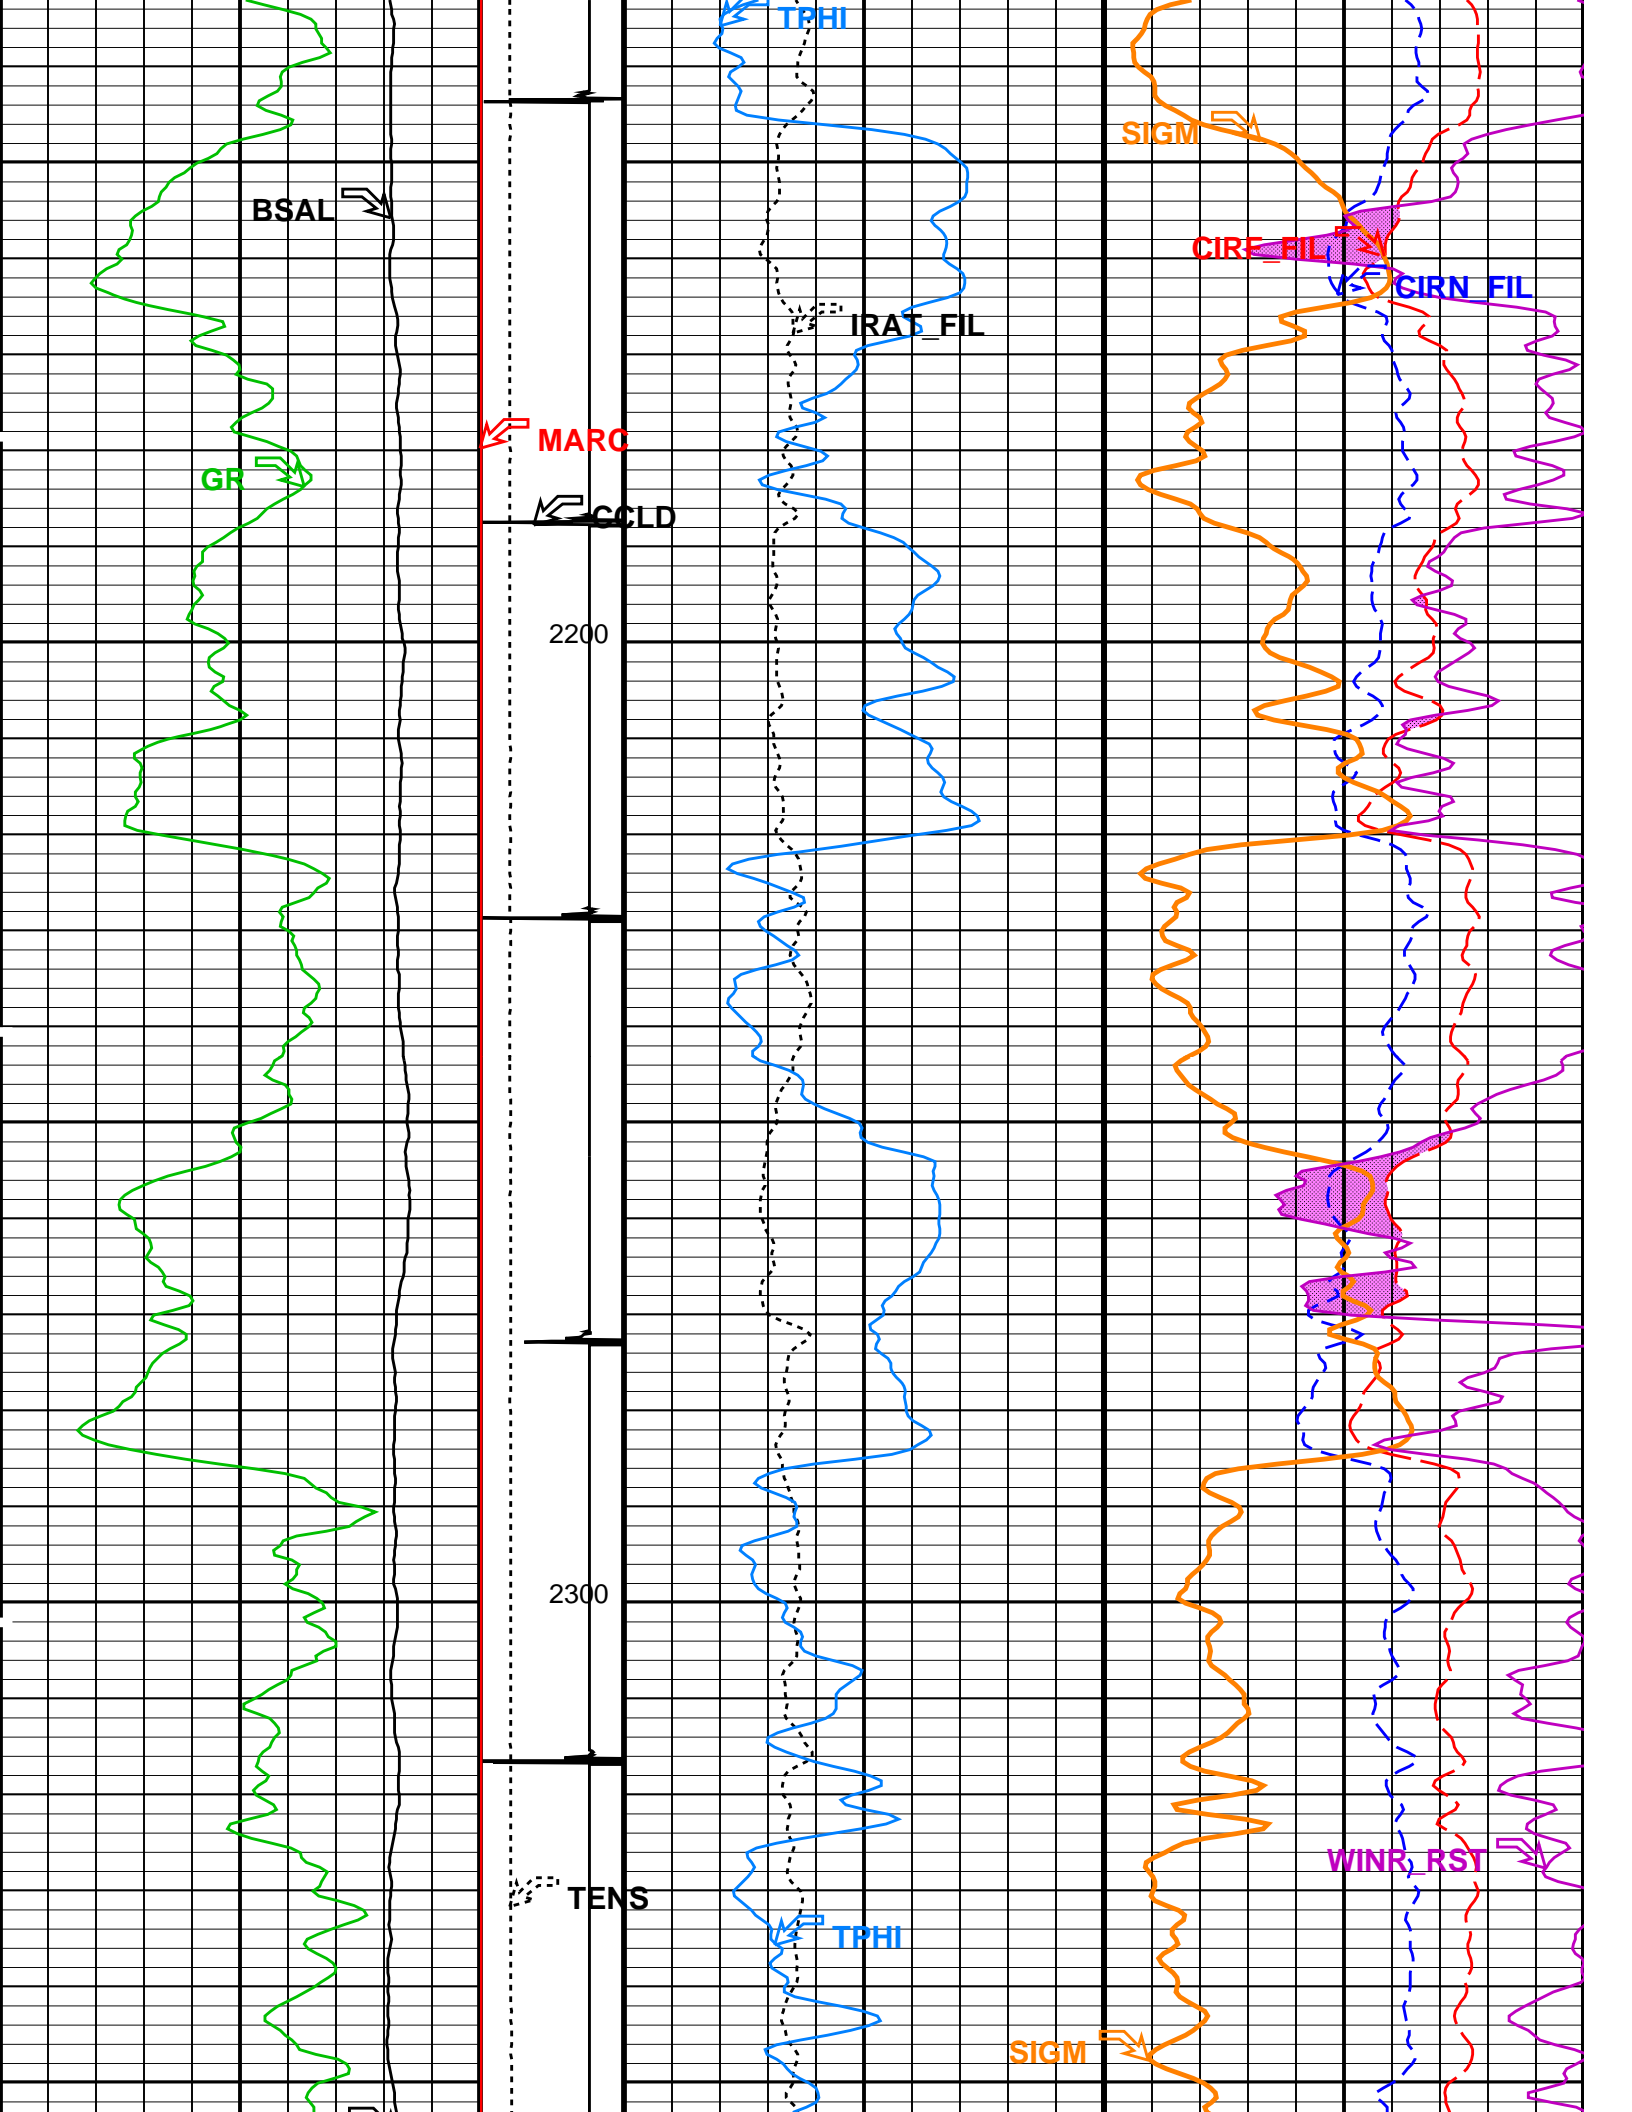 TPHI
SIGM
BSAL
CIRF_FIL
CIRN_FIL
IRAT_FIL
MARC
GR
CCLD
2200
2300
WINR_RST
TENS
TPHI
SIGM